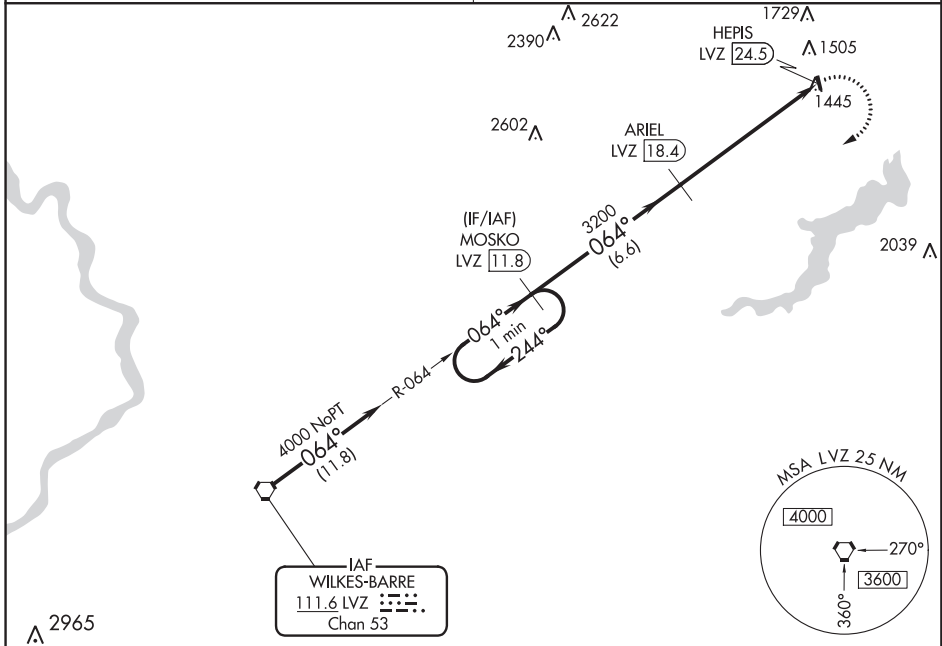 2622
1729
2390
HEPIS
LVZ 24.5
1505
1445
2602
ARIEL
LVZ 18.4
(IF/IAF)
MOSKO
LVZ 11.8
3200
064°
(6.6)
2039
064°
1 min
244°
R-064
4000 NoPT
064°
(11.8)
MSA LVZ 25 NM
4000
270°
3600
360°
IAF
WILKES-BARRE
111.6 LVZ
Chan 53
2965